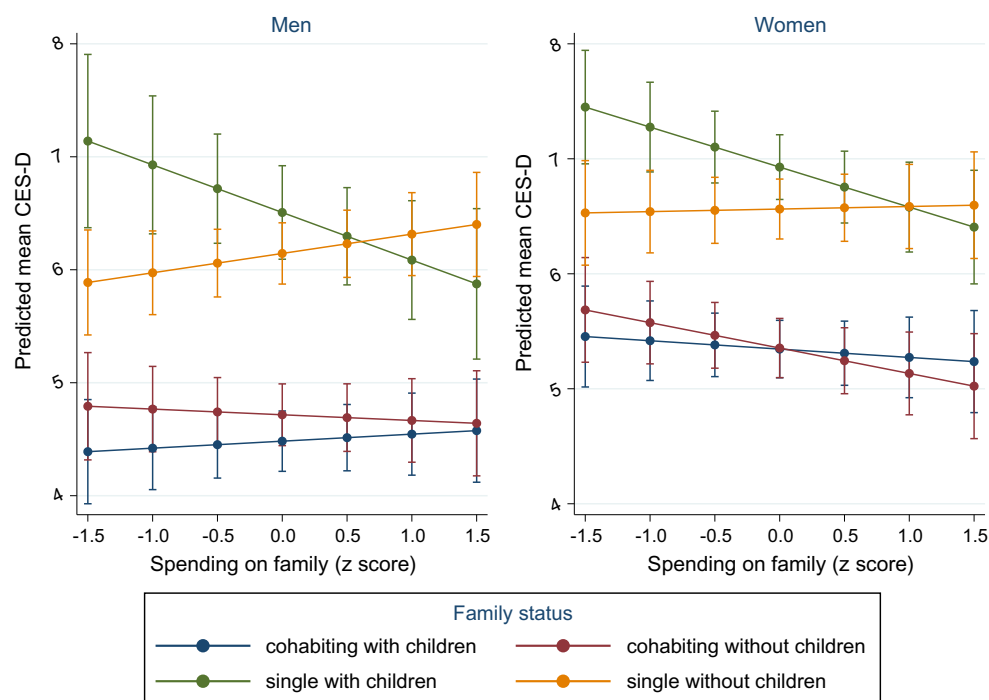 Men
Predicted mean CES-D
8
7
6
5
4
-1.5 -1.0 -0.5 0.0 0.5 1.0 1.5
Spending on family (z score)
Women
Predicted mean CES-D
8
7
6
5
4
-1.5 -1.0 -0.5 0.0 0.5 1.0 1.5
Spending on family (z score)
Family status
cohabiting with children cohabiting without children
single with children single without children